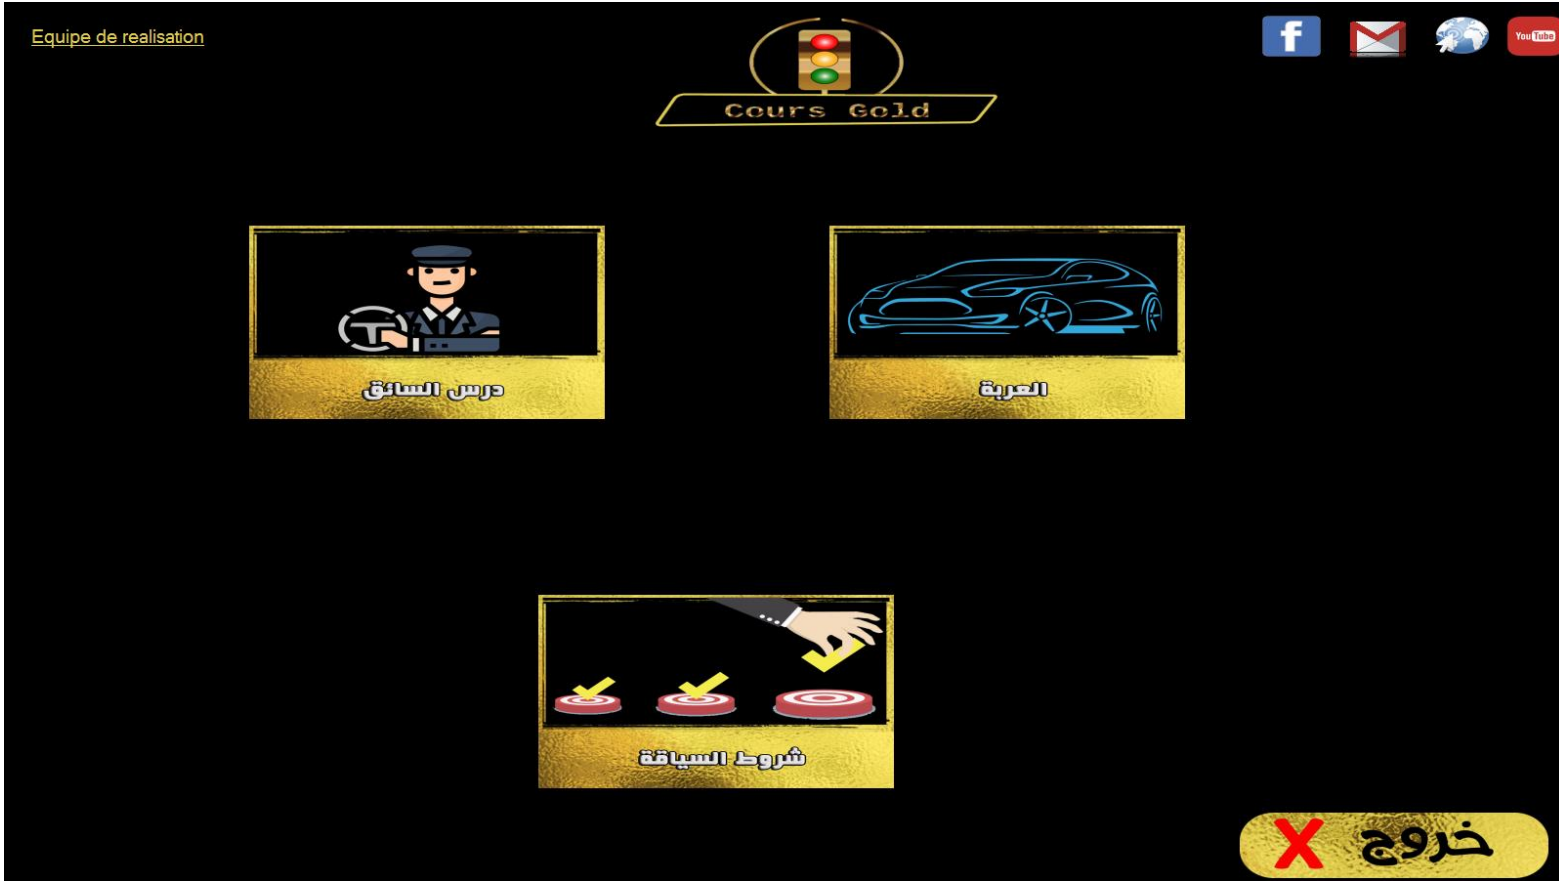 Equipe de realisation
f
You Tube
Cours Gold
درس السائق
العربة
شروط السياقة
X خروج